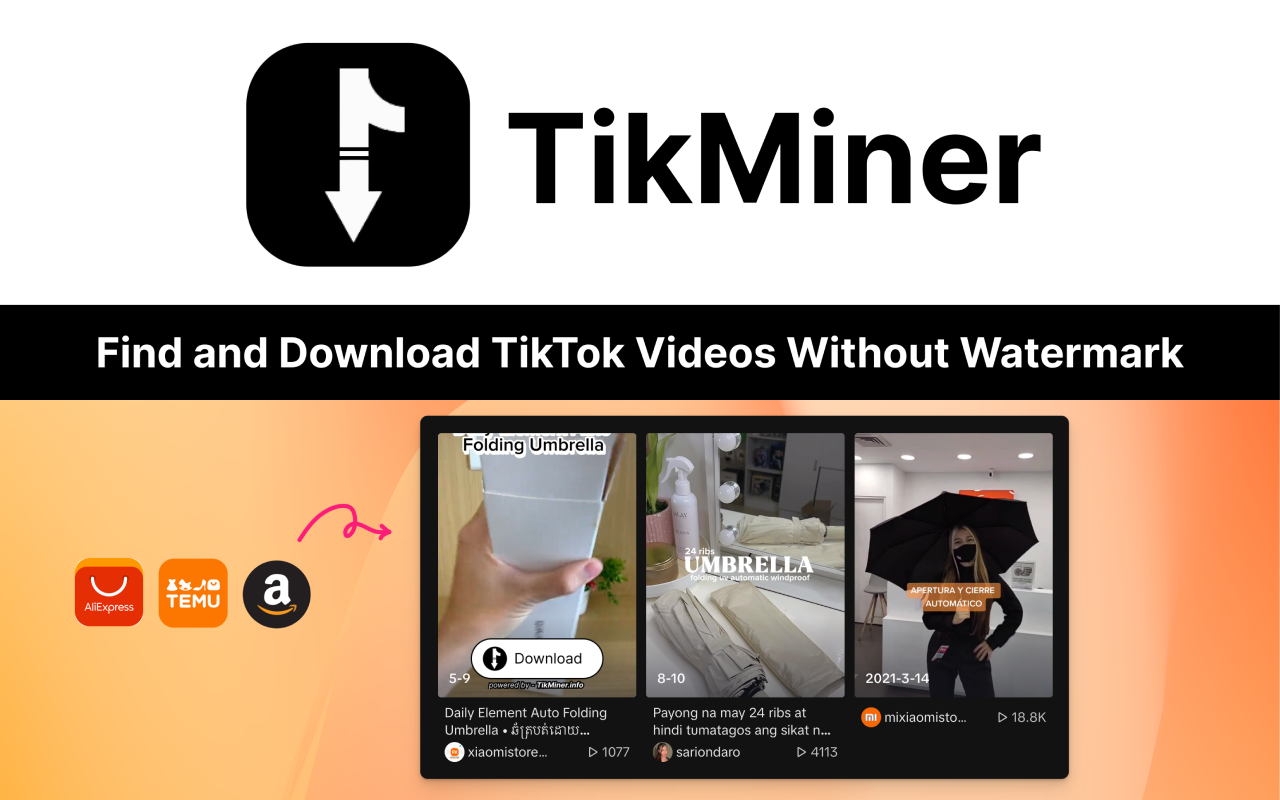 TikMiner
Find and Download TikTok Videos Without Watermark
AliExpress
TEMU
a
Folding Umbrella
Download
5-9
powered by - TikMiner.info
Daily Element Auto Folding
Umbrella • ឆ័ត្របត់ដោយ...
xiaomistore...
1077
24 ribs
UMBRELLA
folding uv automatic windproof
8-10
Payong na may 24 ribs at
hindi tumatagos ang sikat n...
sariondaro
4113
APERTURA Y CIERRE
AUTOMÁTICO
2021-3-14
mi
mixiaomisto...
18.8K